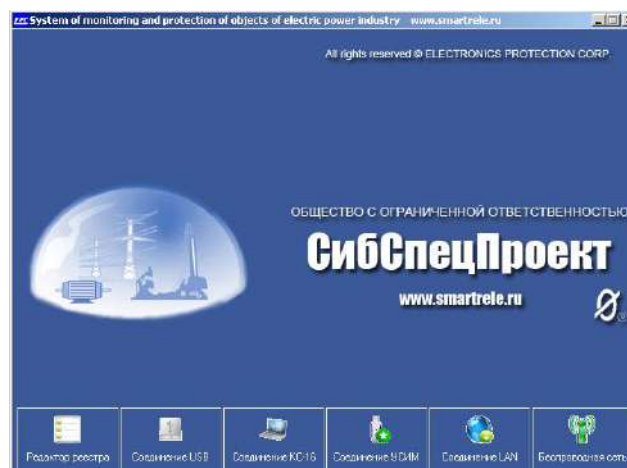 System of monitoring and protection of objects of electric power industry www.smartrele.ru
All rights reserved © ELECTRONICS PROTECTION CORP.
ОБЩЕСТВО С ОГРАНИЧЕННОЙ ОТВЕТСТВЕННОСТЬЮ
СибСпецПроект
www.smartrele.ru
Редактор реестра
Соединение USB
Соединение КС-16
Соединение УСИМ
Соединение LAN
Беспроводная сеть